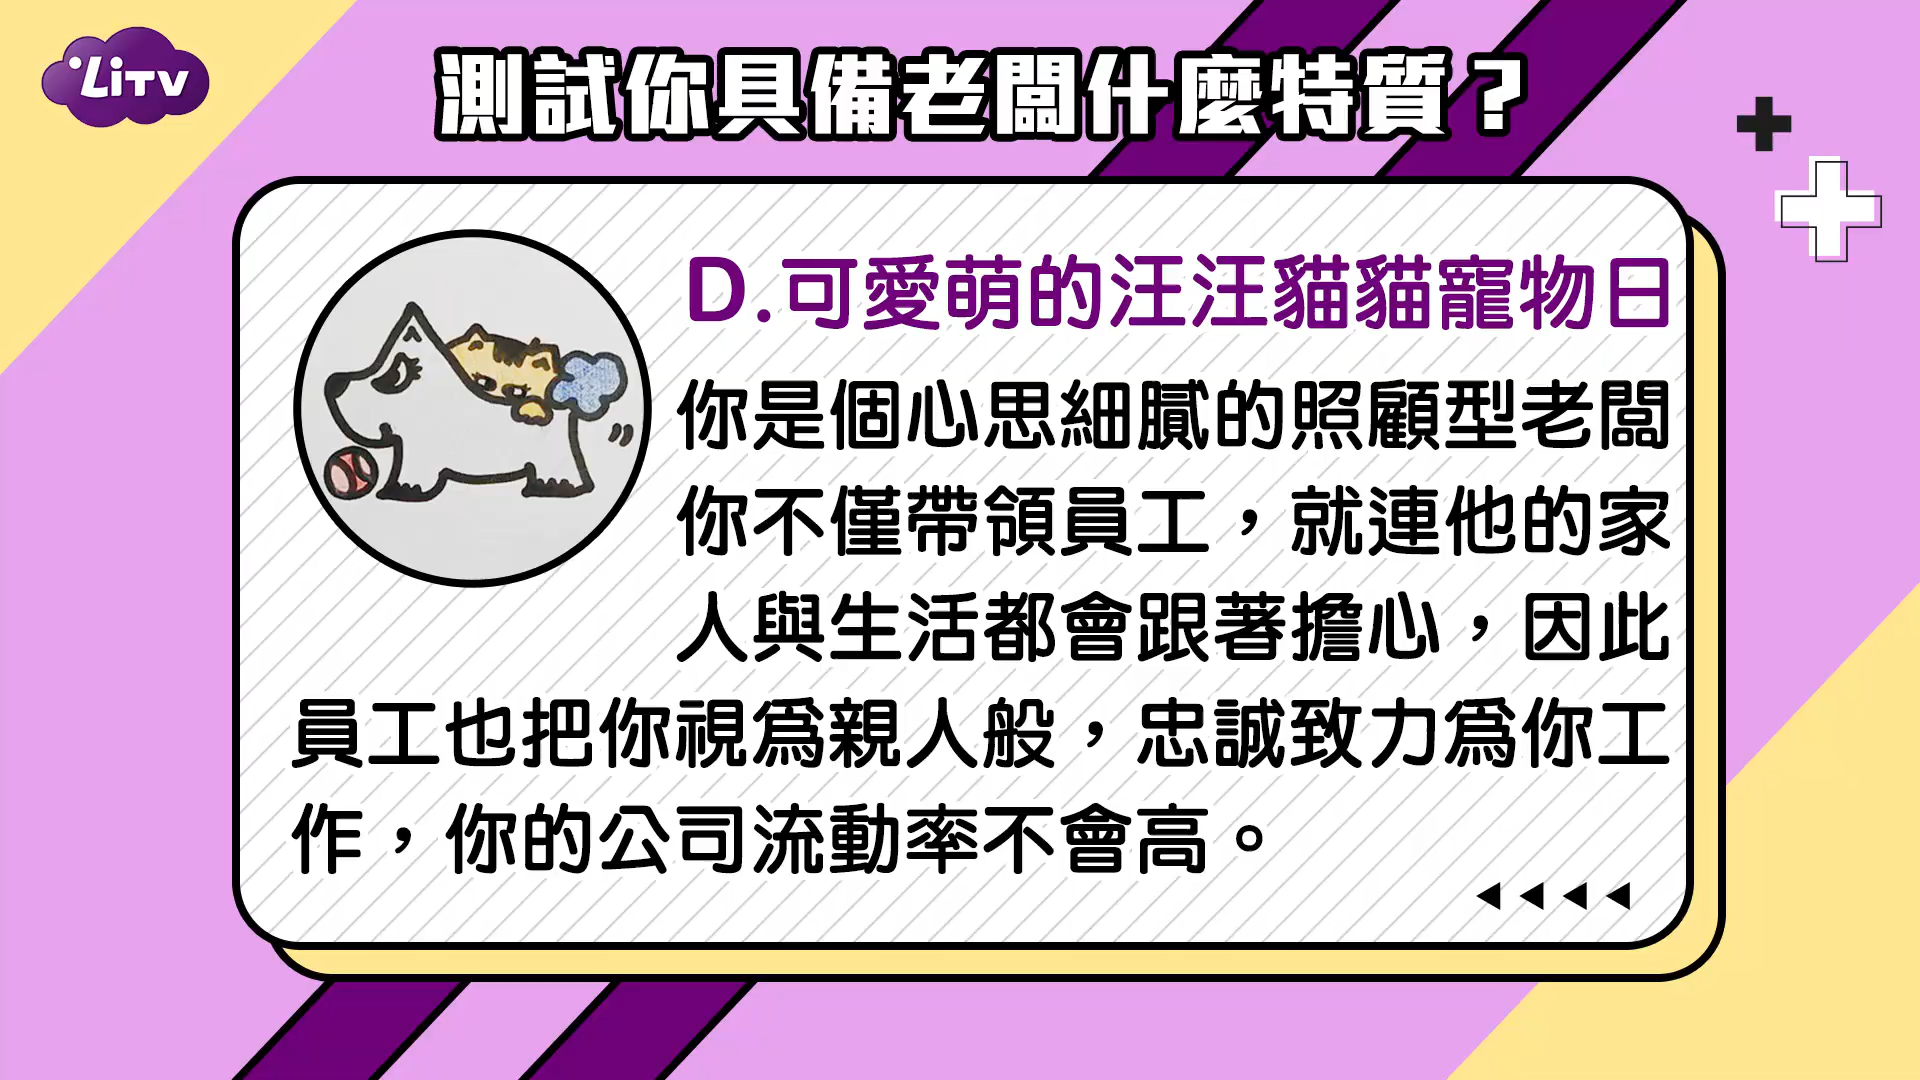 LiTV
測試你具備老闆什麼特質？
D.可愛萌的汪汪貓貓寵物日
你是個心思細膩的照顧型老闆
你不僅帶領員工，就連他的家
人與生活都會跟著擔心，因此
員工也把你視為親人般，忠誠致力為你工
作，你的公司流動率不會高。